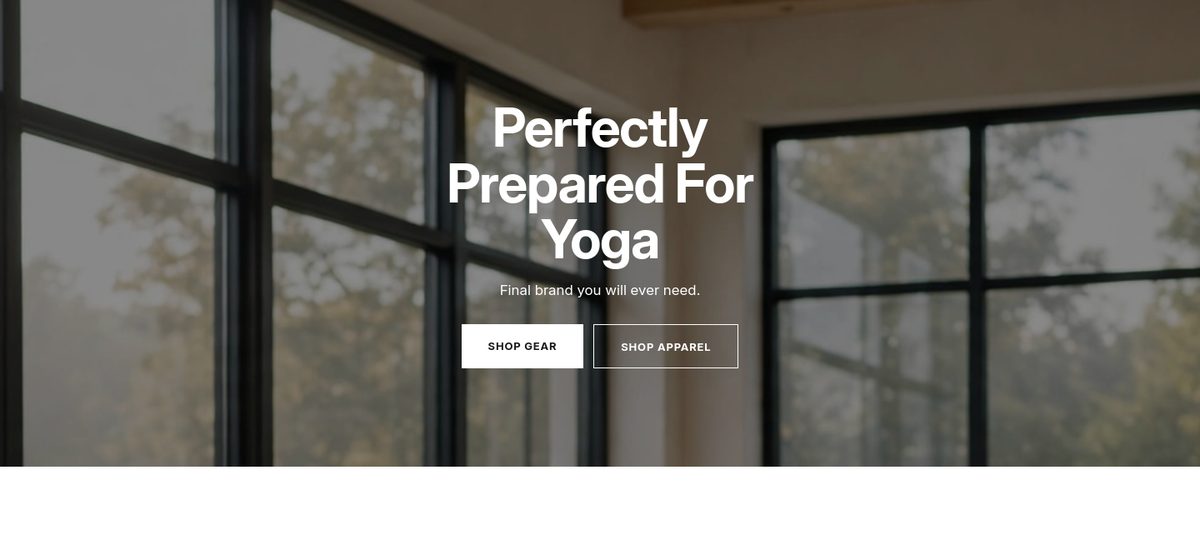 Perfectly
Prepared For
Yoga
Final brand you will ever need.
SHOP GEAR
SHOP APPAREL